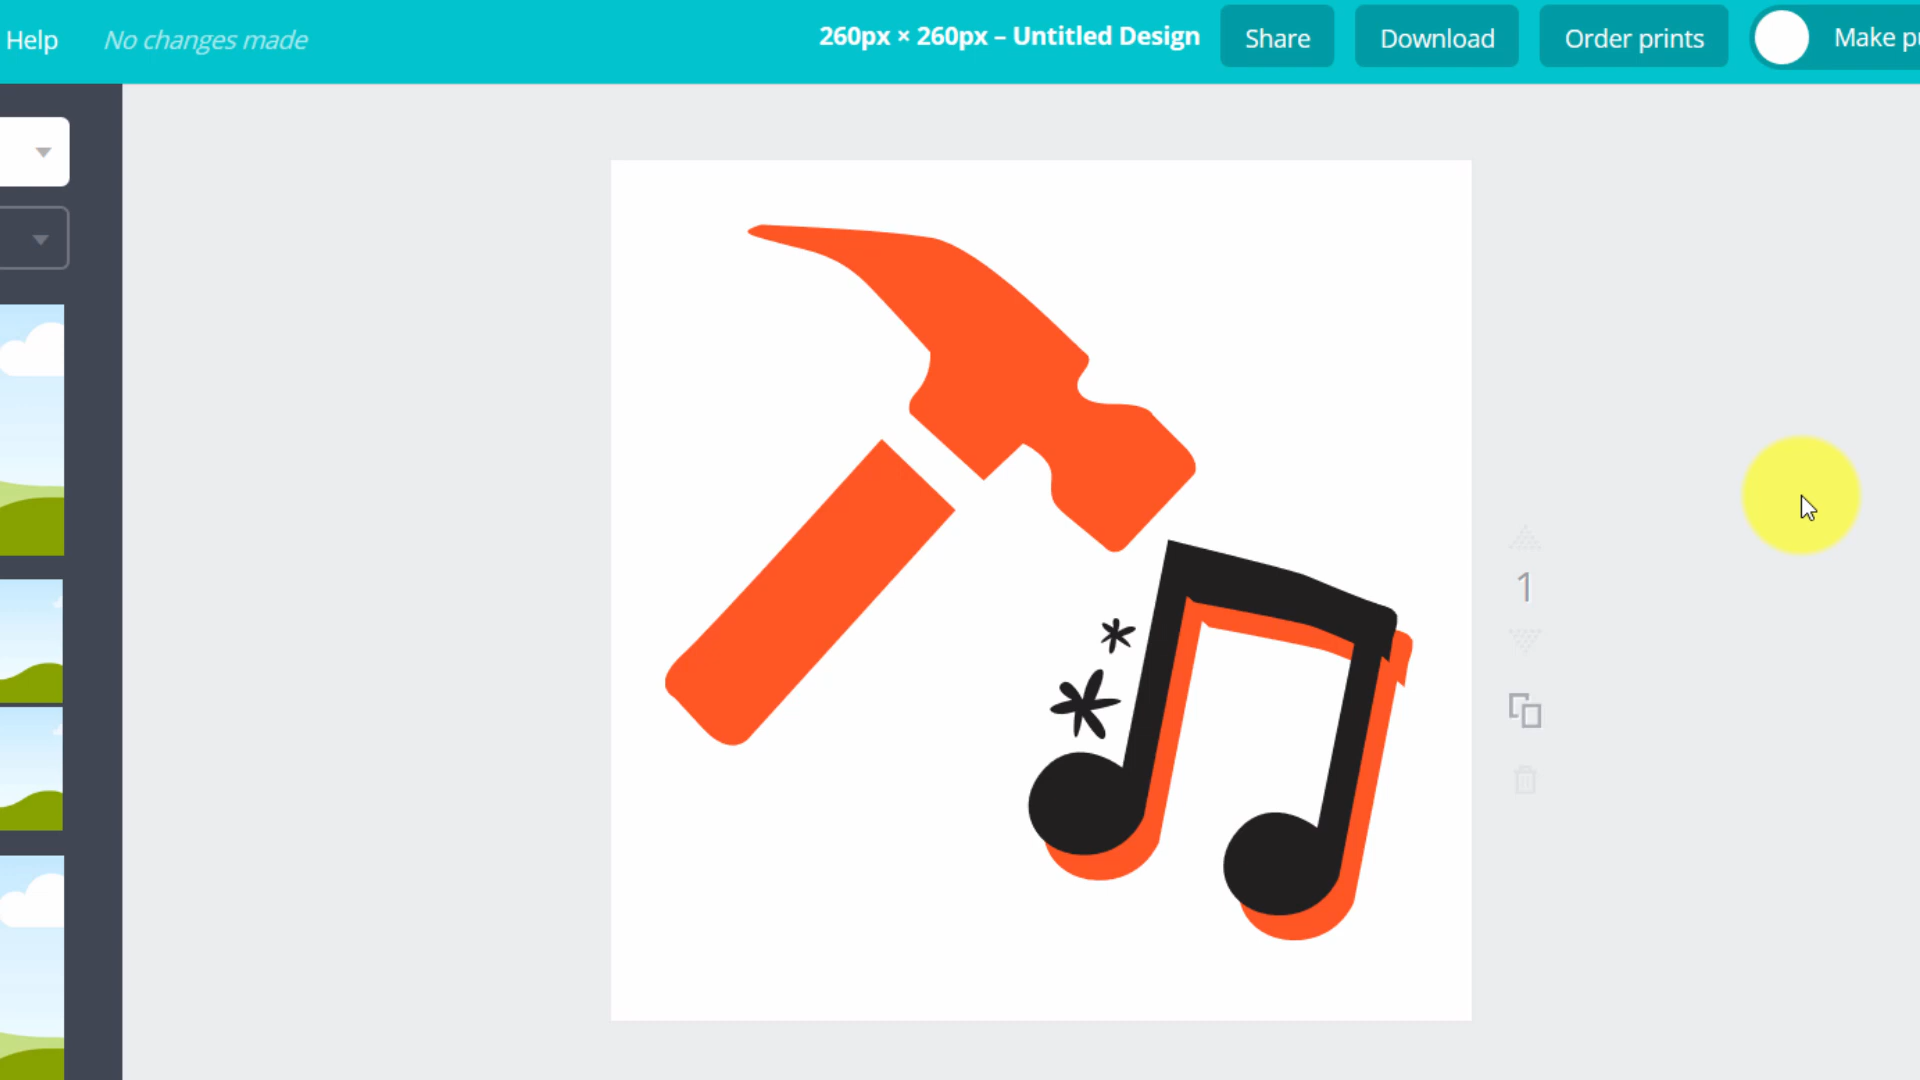 Help
No changes made
260px × 260px – Untitled Design
Share
Download
Order prints
Make
1